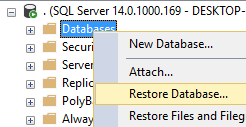 . (SQL Server 14.0.1000.169 - DESKTOP-
Databases
Securi
New Database...
Server
Attach...
Replic
Restore Database...
PolyB
Restore Files and Fileg
Alway